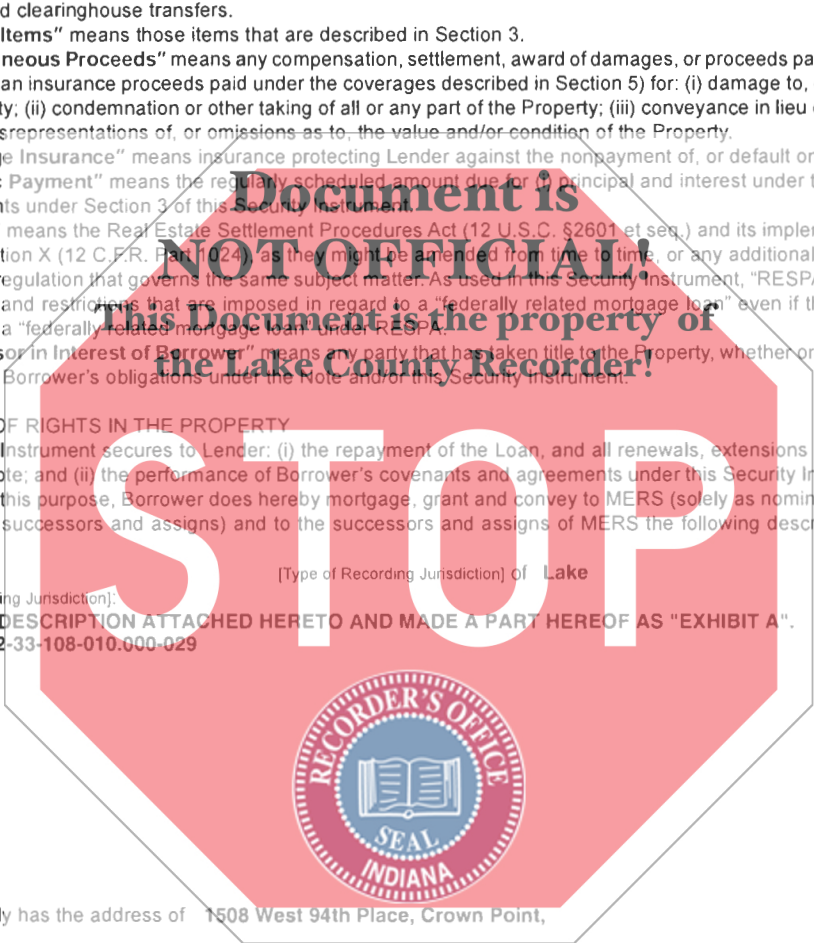 d clearinghouse transfers.
Items" means those items that are described in Section 3.
neous Proceeds" means any compensation, settlement, award of damages, or proceeds pa
an insurance proceeds paid under the coverages described in Section 5) for: (i) damage to,
ty; (ii) condemnation or other taking of all or any part of the Property; (iii) conveyance in lieu
srepresentations of, or omissions as to, the value and/or condition of the Property.
e Insurance" means insurance protecting Lender against the nonpayment of, or default or
c Payment" means the regularly scheduled amount due for (i) principal and interest under t
nts under Section 3 of this Security Instrument.
means the Real Estate Settlement Procedures Act (12 U.S.C. §2601 et seq.) and its imple
tion X (12 C.F.R. Part 1024), as they might be amended from time to time, or any additional
egulation that governs the same subject matter. As used in this Security Instrument, "RESPA
and restrictions that are imposed in regard to a "federally related mortgage loan" even if th
a "federally related mortgage loan" under RESPA.
sor in Interest of Borrower" means any party that has taken title to the Property, whether or
Borrower's obligations under the Note and/or this Security Instrument.
Document is
NOT OFFICIAL!
This Document is the property of
the Lake County Recorder!
OF RIGHTS IN THE PROPERTY
Instrument secures to Lender: (i) the repayment of the Loan, and all renewals, extensions
ote; and (ii) the performance of Borrower's covenants and agreements under this Security In
this purpose, Borrower does hereby mortgage, grant and convey to MERS (solely as nomin
successors and assigns) and to the successors and assigns of MERS the following descr
STOP
[Type of Recording Jurisdiction] of Lake
ing Jurisdiction]:
DESCRIPTION ATTACHED HERETO AND MADE A PART HEREOF AS "EXHIBIT A".
2-33-108-010.000-029
RECORDER'S OFFICE
SEAL
INDIANA
ly has the address of 1508 West 94th Place, Crown Point,